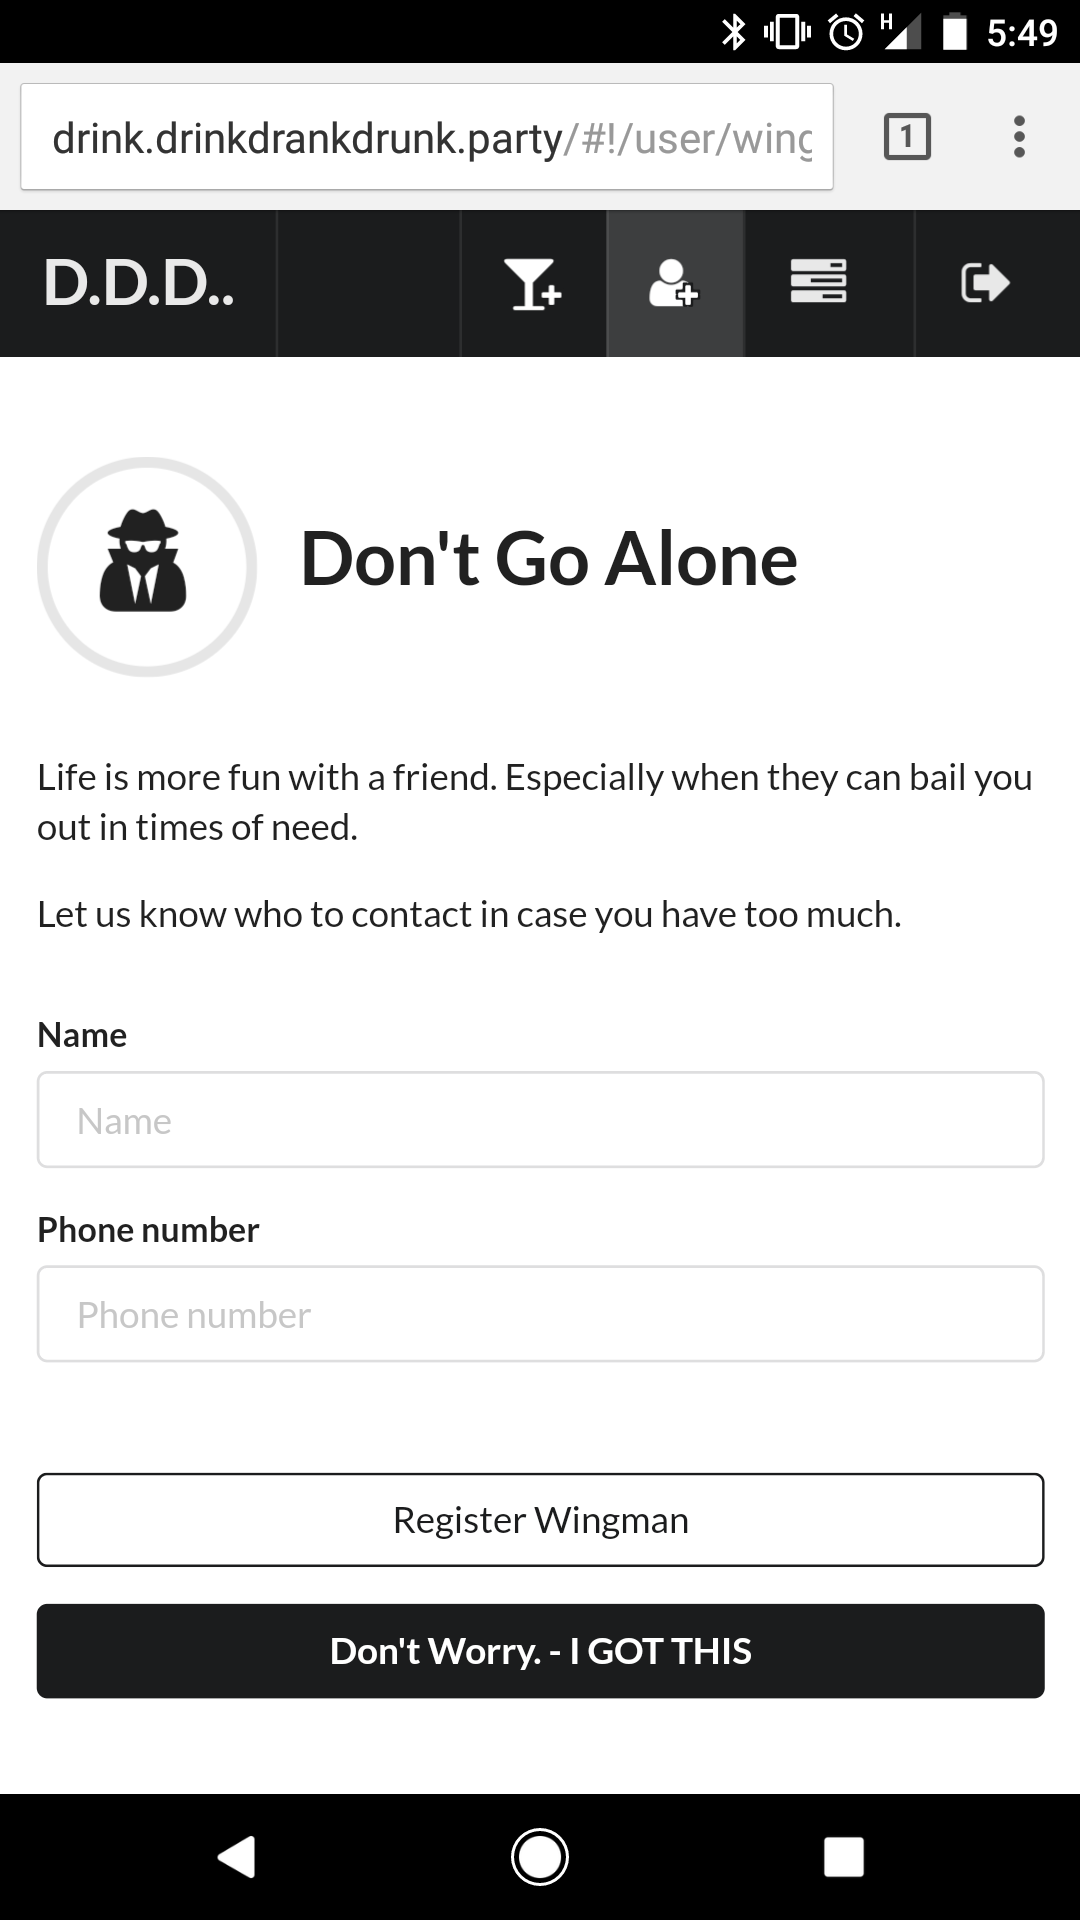 H
5:49
drink.drinkdrankdrunk.party/#!/user/wing
1
D.D.D..
Don't Go Alone
Life is more fun with a friend. Especially when they can bail you
out in times of need.
Let us know who to contact in case you have too much.
Name
Name
Phone number
Phone number
Register Wingman
Don't Worry. - I GOT THIS